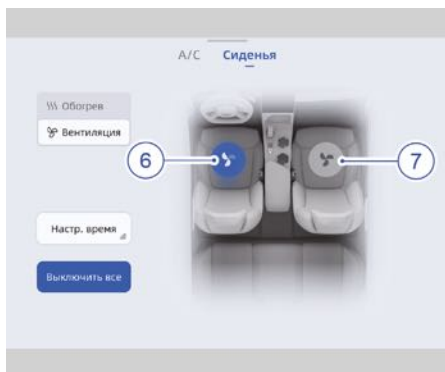 A/C Сиденья
Обогрев
Вентиляция
6
7
Настр. время
Выключить все